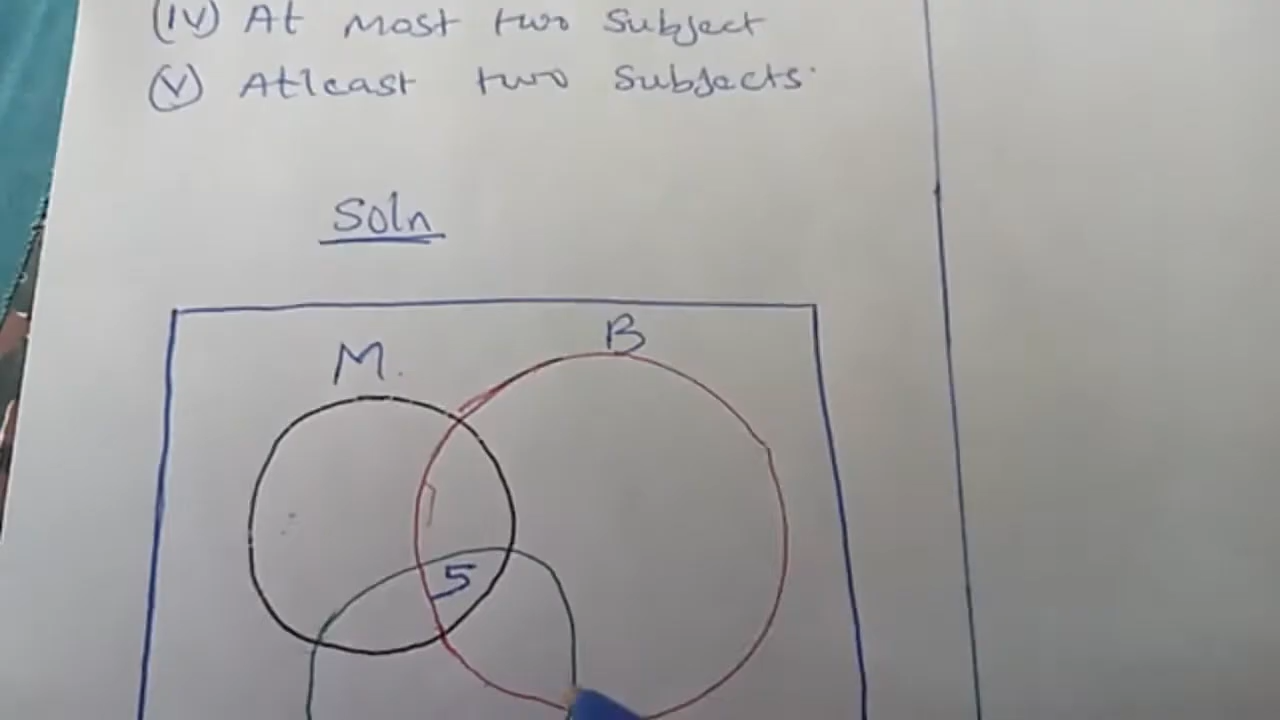 (iv) At Most two Subject
(v) Atleast two Subjects.
Soln
B
M.
5